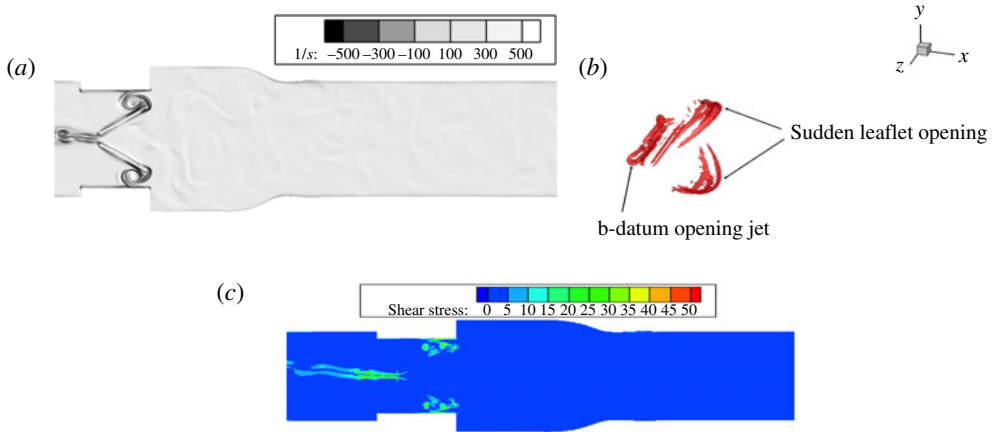 (a)
1/s: –500 –300 –100 100 300 500
(b)
y
x
z
Sudden leaflet opening
b-datum opening jet
(c)
Shear stress: 0 5 10 15 20 25 30 35 40 45 50